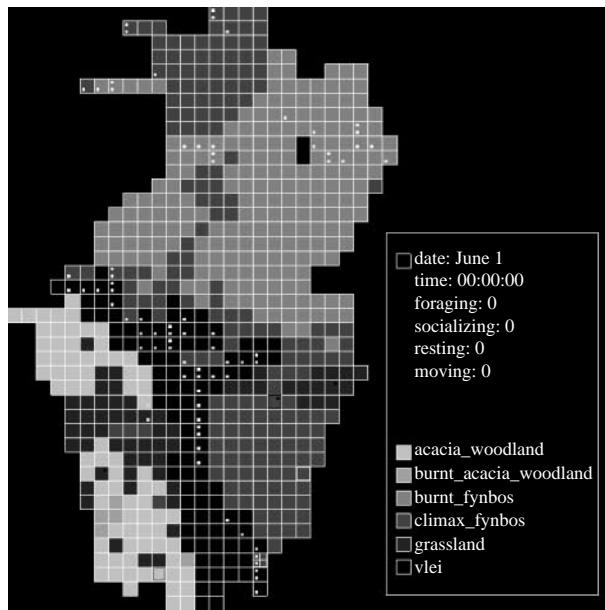 date: June 1
time: 00:00:00
foraging: 0
socializing: 0
resting: 0
moving: 0
acacia_woodland
burnt_acacia_woodland
burnt_fynbos
climax_fynbos
grassland
vlei